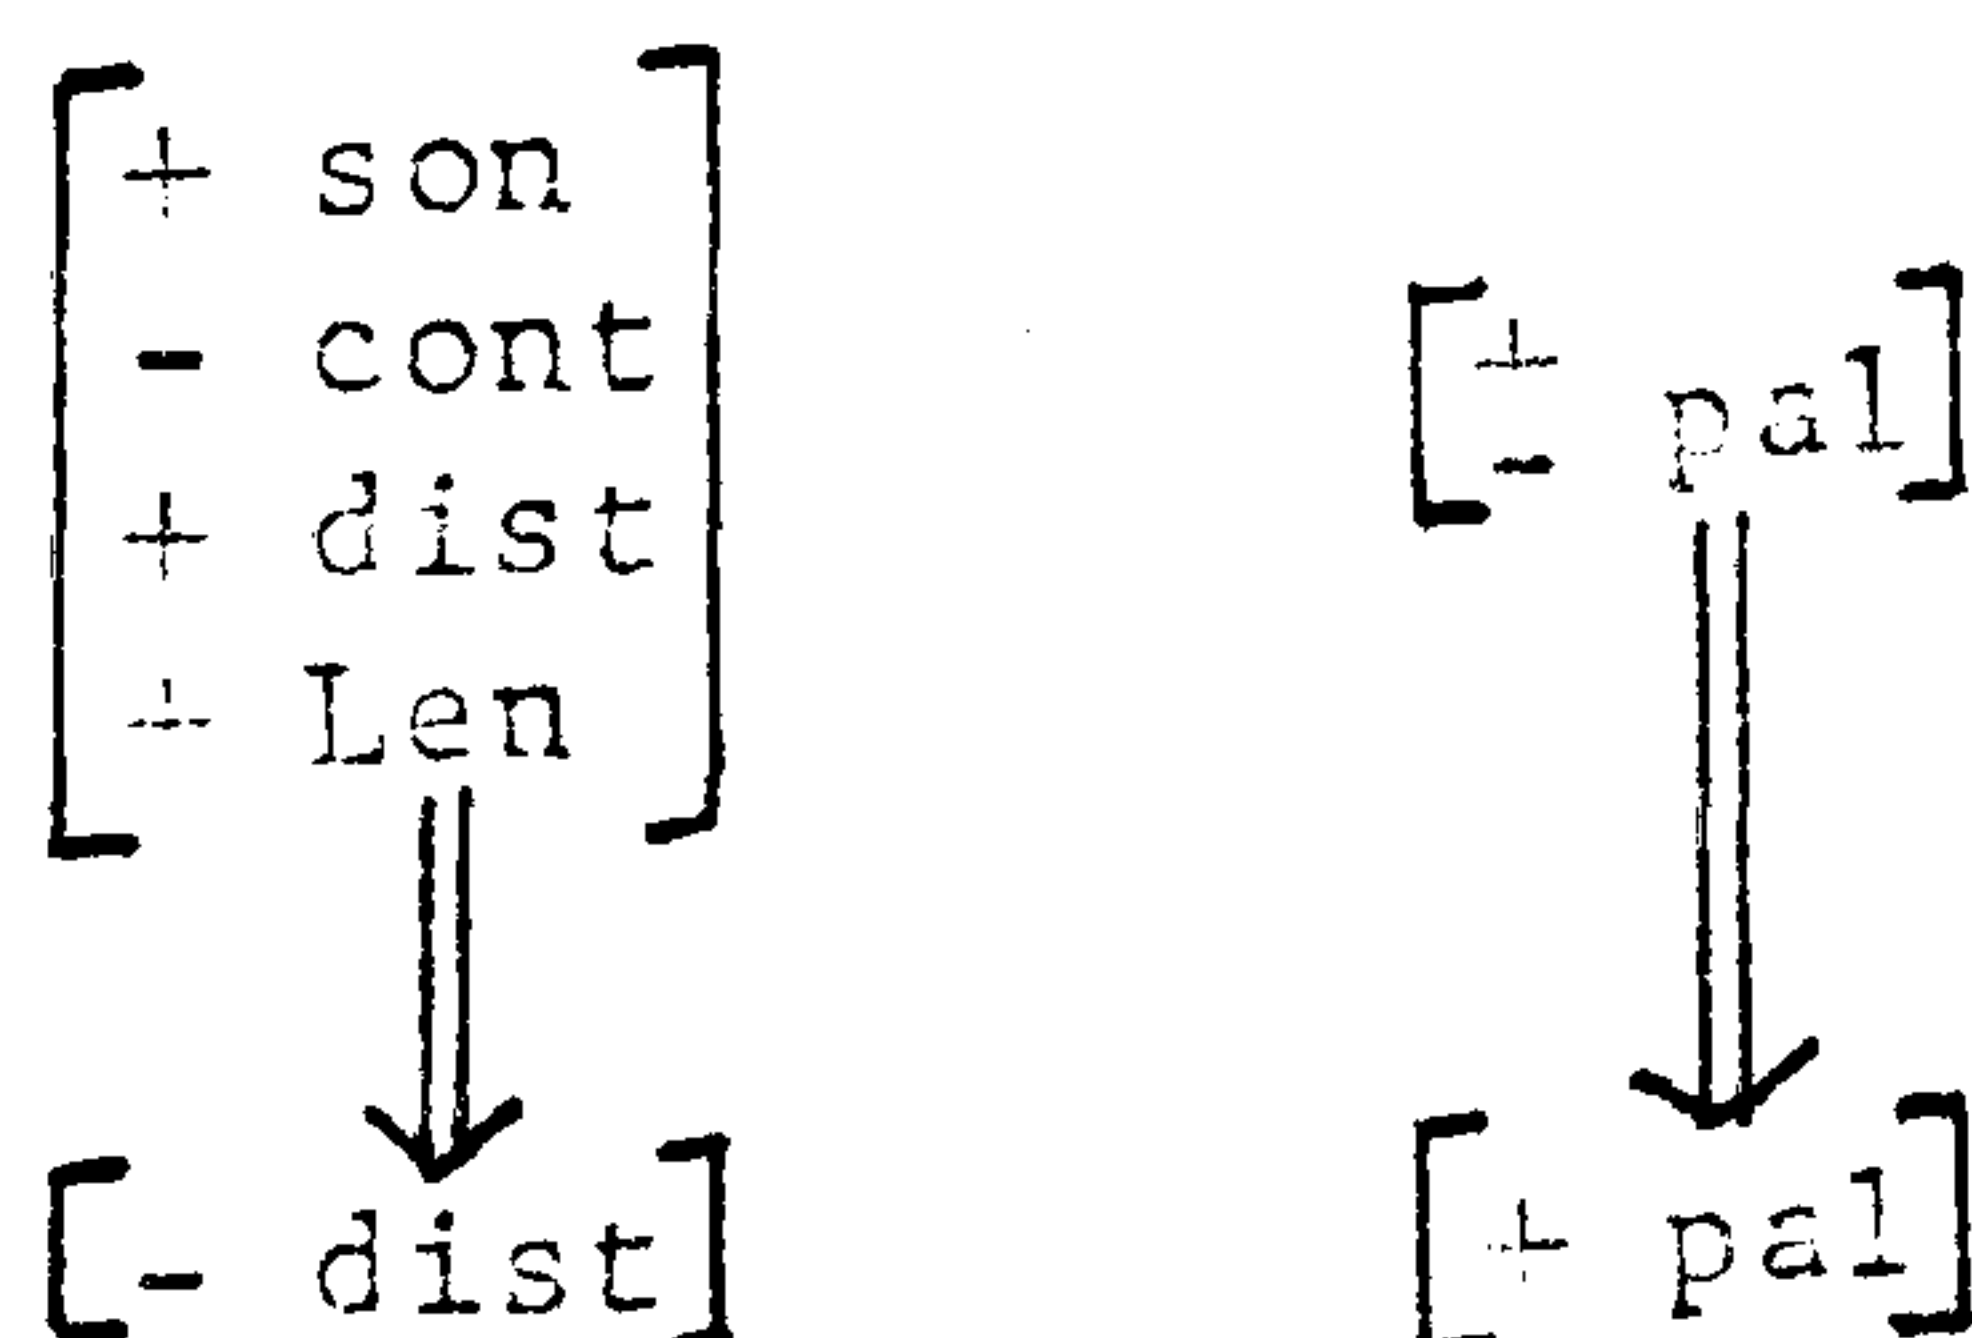 + son
- cont
+ dist
+ Len
- dist
± pal
+ pal